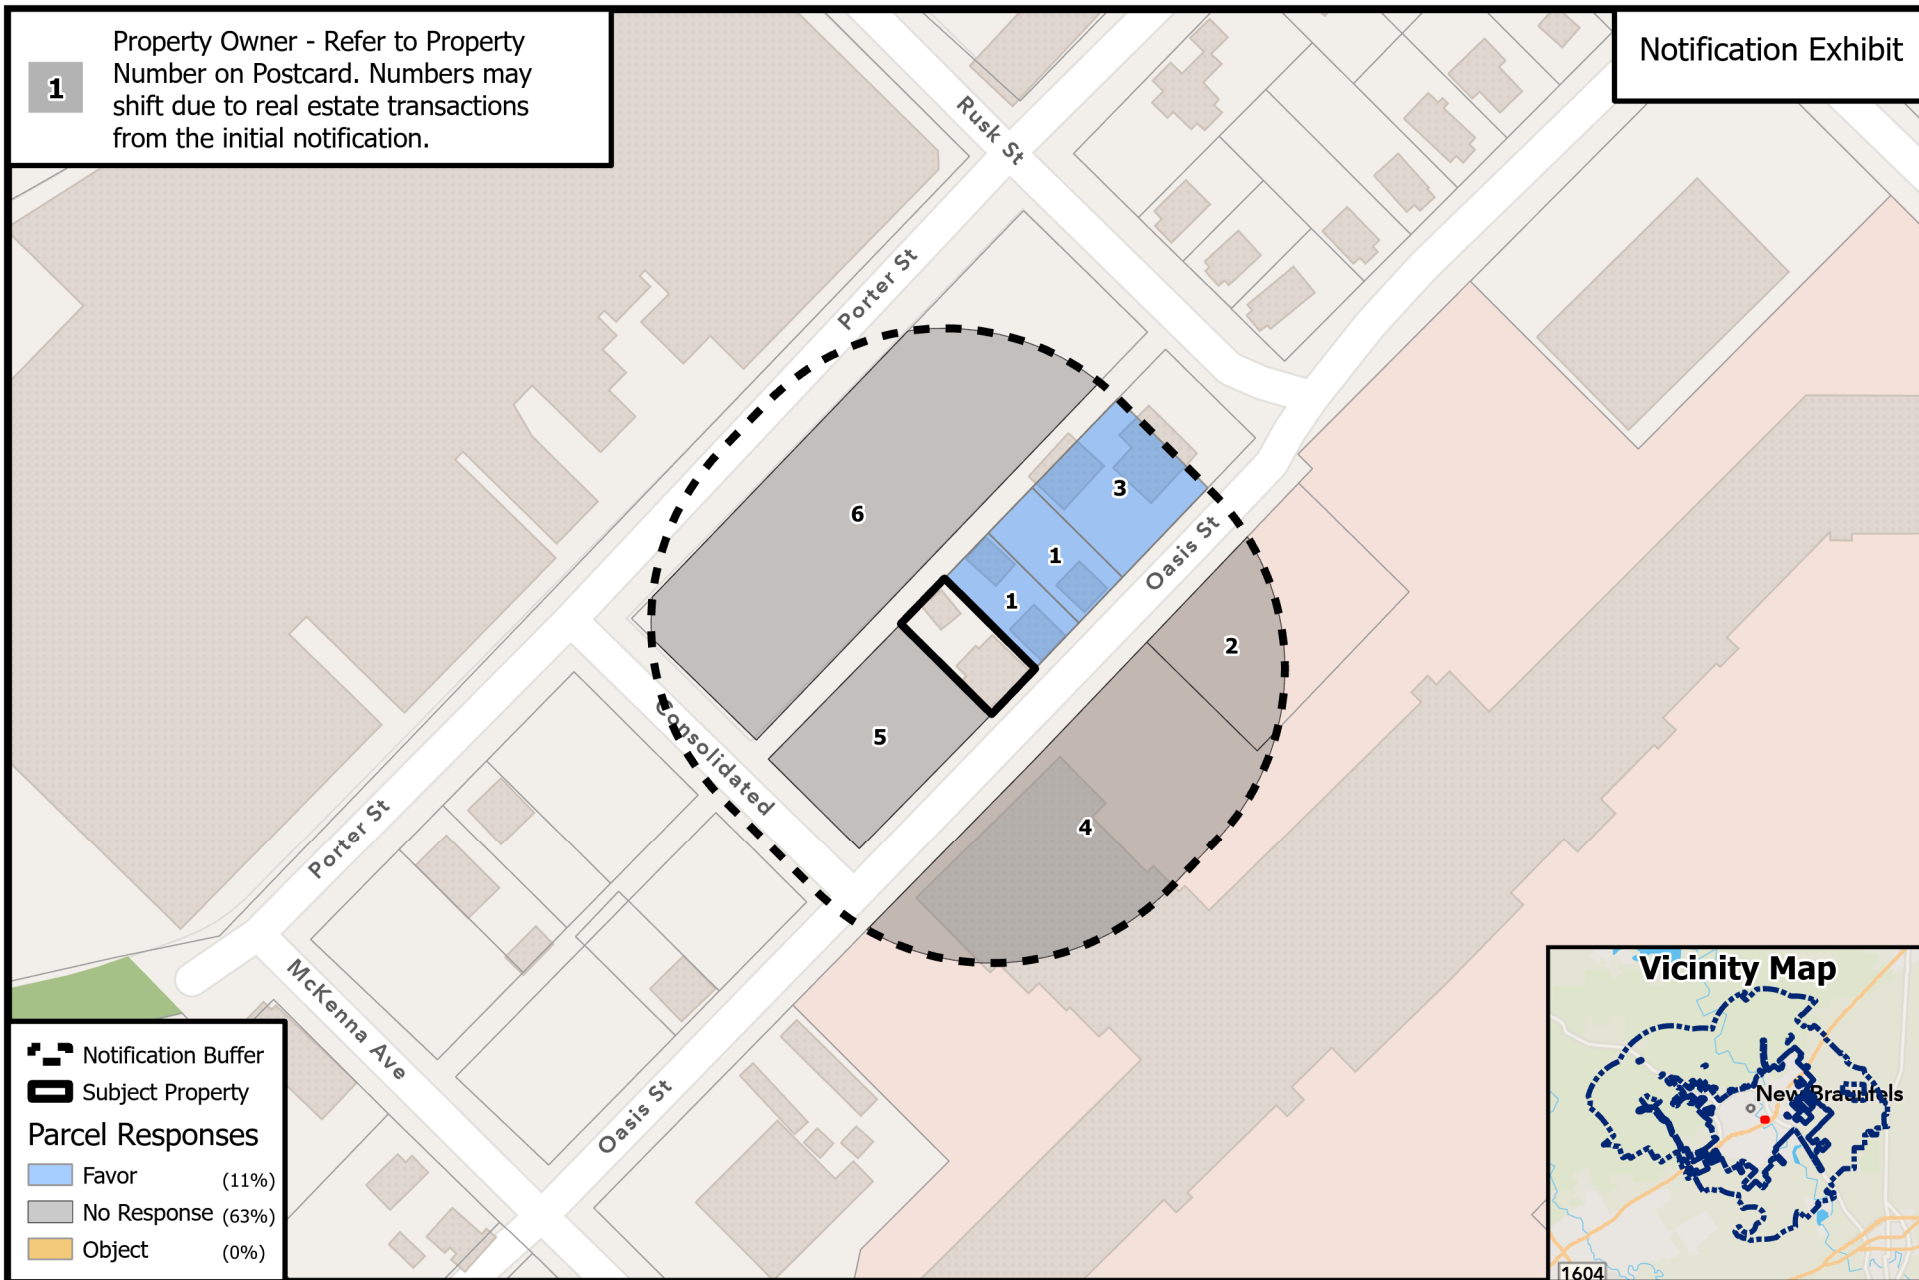 1
Property Owner - Refer to Property
Number on Postcard. Numbers may
shift due to real estate transactions
from the initial notification.
Notification Exhibit
Rusk St
Porter St
3
6
1
Oasis St
1
2
5
Consolidated
4
Porter St
McKenna Ave
Oasis St
Notification Buffer
Subject Property
Parcel Responses
Favor (11%)
No Response (63%)
Object (0%)
Vicinity Map
New Braunfels
1604